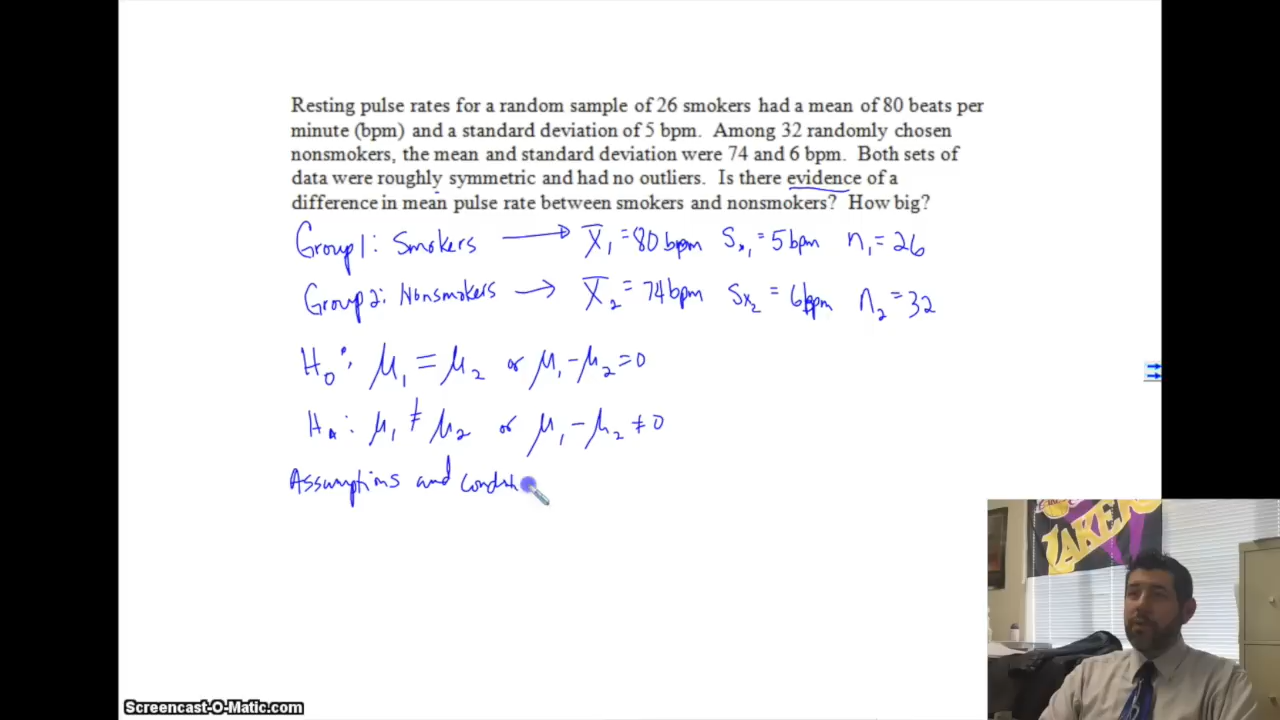 Resting pulse rates for a random sample of 26 smokers had a mean of 80 beats per
minute (bpm) and a standard deviation of 5 bpm. Among 32 randomly chosen
nonsmokers, the mean and standard deviation were 74 and 6 bpm. Both sets of
data were roughly symmetric and had no outliers. Is there evidence of a
difference in mean pulse rate between smokers and nonsmokers? How big?
Group 1: Smokers → x̄₁ = 80 bpm Sx₁ = 5 bpm n₁ = 26
Group 2: Nonsmokers → x̄₂ = 74 bpm Sx₂ = 6 bpm n₂ = 32
H₀: μ₁ = μ₂ or μ₁ - μ₂ = 0
Hₐ: μ₁ ≠ μ₂ or μ₁ - μ₂ ≠ 0
Assumptions and condit
LAKERS
Screencast-O-Matic.com